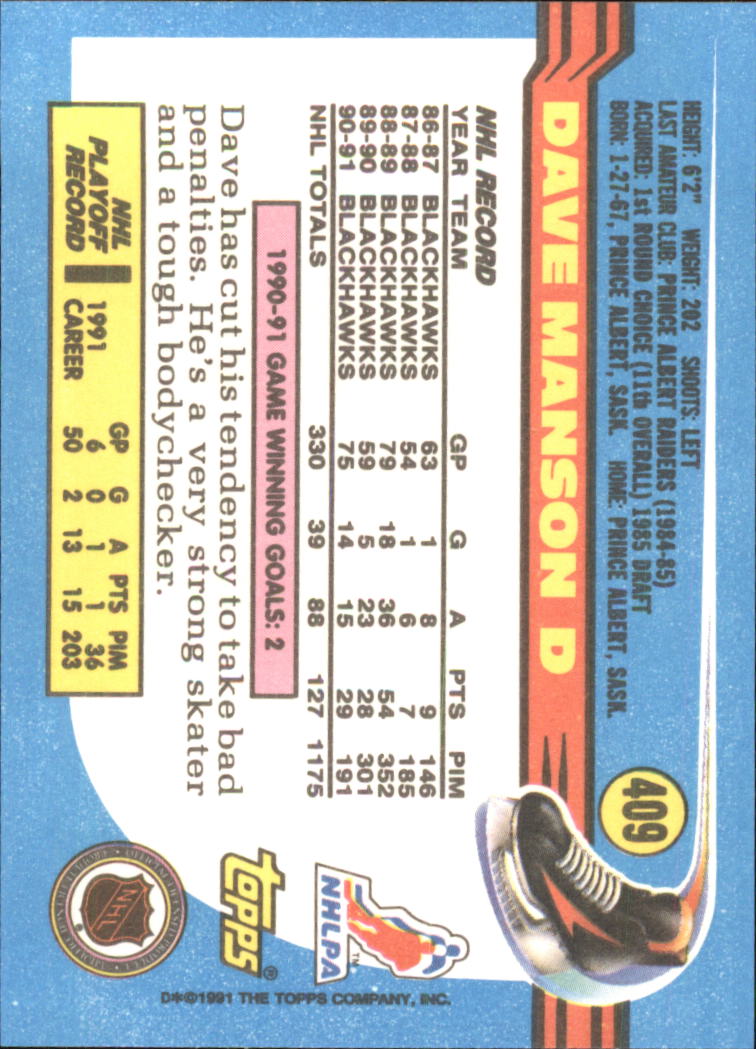 409
HEIGHT: 6'2" WEIGHT: 202 SHOOTS: LEFT
LAST AMATEUR CLUB: PRINCE ALBERT RAIDERS (1984-85)
ACQUIRED: 1st ROUND CHOICE (11th OVERALL) 1985 DRAFT
BORN: 1-27-67, PRINCE ALBERT, SASK. HOME: PRINCE ALBERT, SASK.
DAVE MANSON D
NHL RECORD
YEAR TEAM GP G A PTS PIM
86-87 BLACKHAWKS 63 1 8 9 146
87-88 BLACKHAWKS 54 1 6 7 185
88-89 BLACKHAWKS 79 18 36 54 352
89-90 BLACKHAWKS 59 5 23 28 301
90-91 BLACKHAWKS 75 14 15 29 191
NHL TOTALS 330 39 88 127 1175
1990-91 GAME WINNING GOALS: 2
Dave has cut his tendency to take bad
penalties. He's a very strong skater
and a tough bodychecker.
NHL PLAYOFF RECORD
GP G A PTS PIM
1991 6 0 1 1 36
CAREER 50 2 13 15 203
NHLPA
TM
topps®
NHL
D✱©1991 THE TOPPS COMPANY, INC.